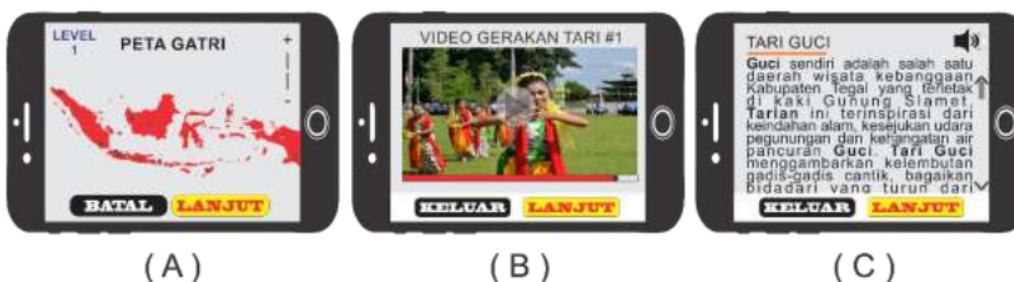 LEVEL
1
PETA GATRI
+
-
BATAL
LANJUT
( A )
VIDEO GERAKAN TARI #1
KELUAR
LANJUT
( B )
TARI GUCI
Guci sendiri adalah salah satu
daerah wisata kebanggaan
Kabupaten Tegal yang terletak
di kaki Gunung Slamet,
Tarian ini terinspirasi dari
keindahan alam, kesejukan udara
pegunungan dan kehangatan air
pancuran Guci. Tari Guci
menggambarkan kelembutan
gadis-gadis cantik, bagaikan
bidadari yang turun dari
KELUAR
LANJUT
( C )